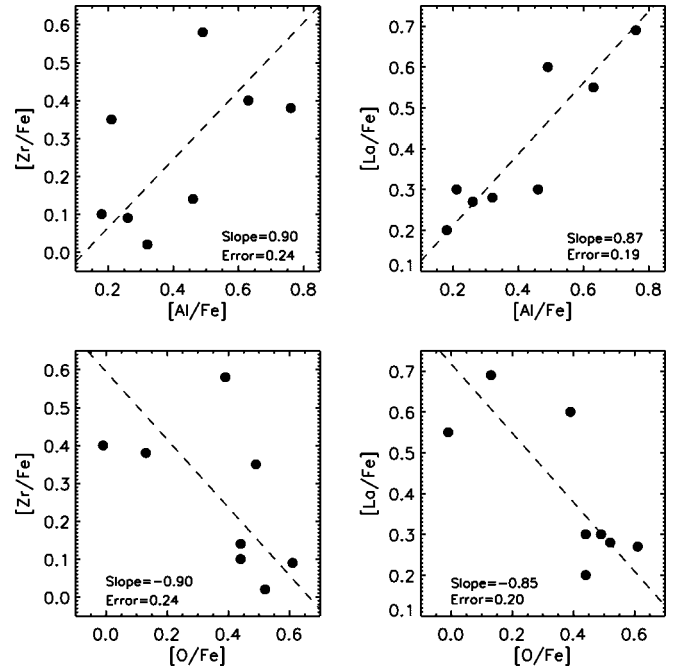 0.6
0.5
0.4
0.3
0.2
0.1
0.0
[Zr/Fe]
Slope=0.90
Error=0.24
0.2 0.4 0.6 0.8
[Al/Fe]
0.7
0.6
0.5
0.4
0.3
0.2
0.1
[La/Fe]
Slope=0.87
Error=0.19
0.2 0.4 0.6 0.8
[Al/Fe]
0.6
0.5
0.4
0.3
0.2
0.1
0.0
[Zr/Fe]
Slope=−0.90
Error=0.24
0.0 0.2 0.4 0.6
[O/Fe]
0.7
0.6
0.5
0.4
0.3
0.2
0.1
[La/Fe]
Slope=−0.85
Error=0.20
0.0 0.2 0.4 0.6
[O/Fe]